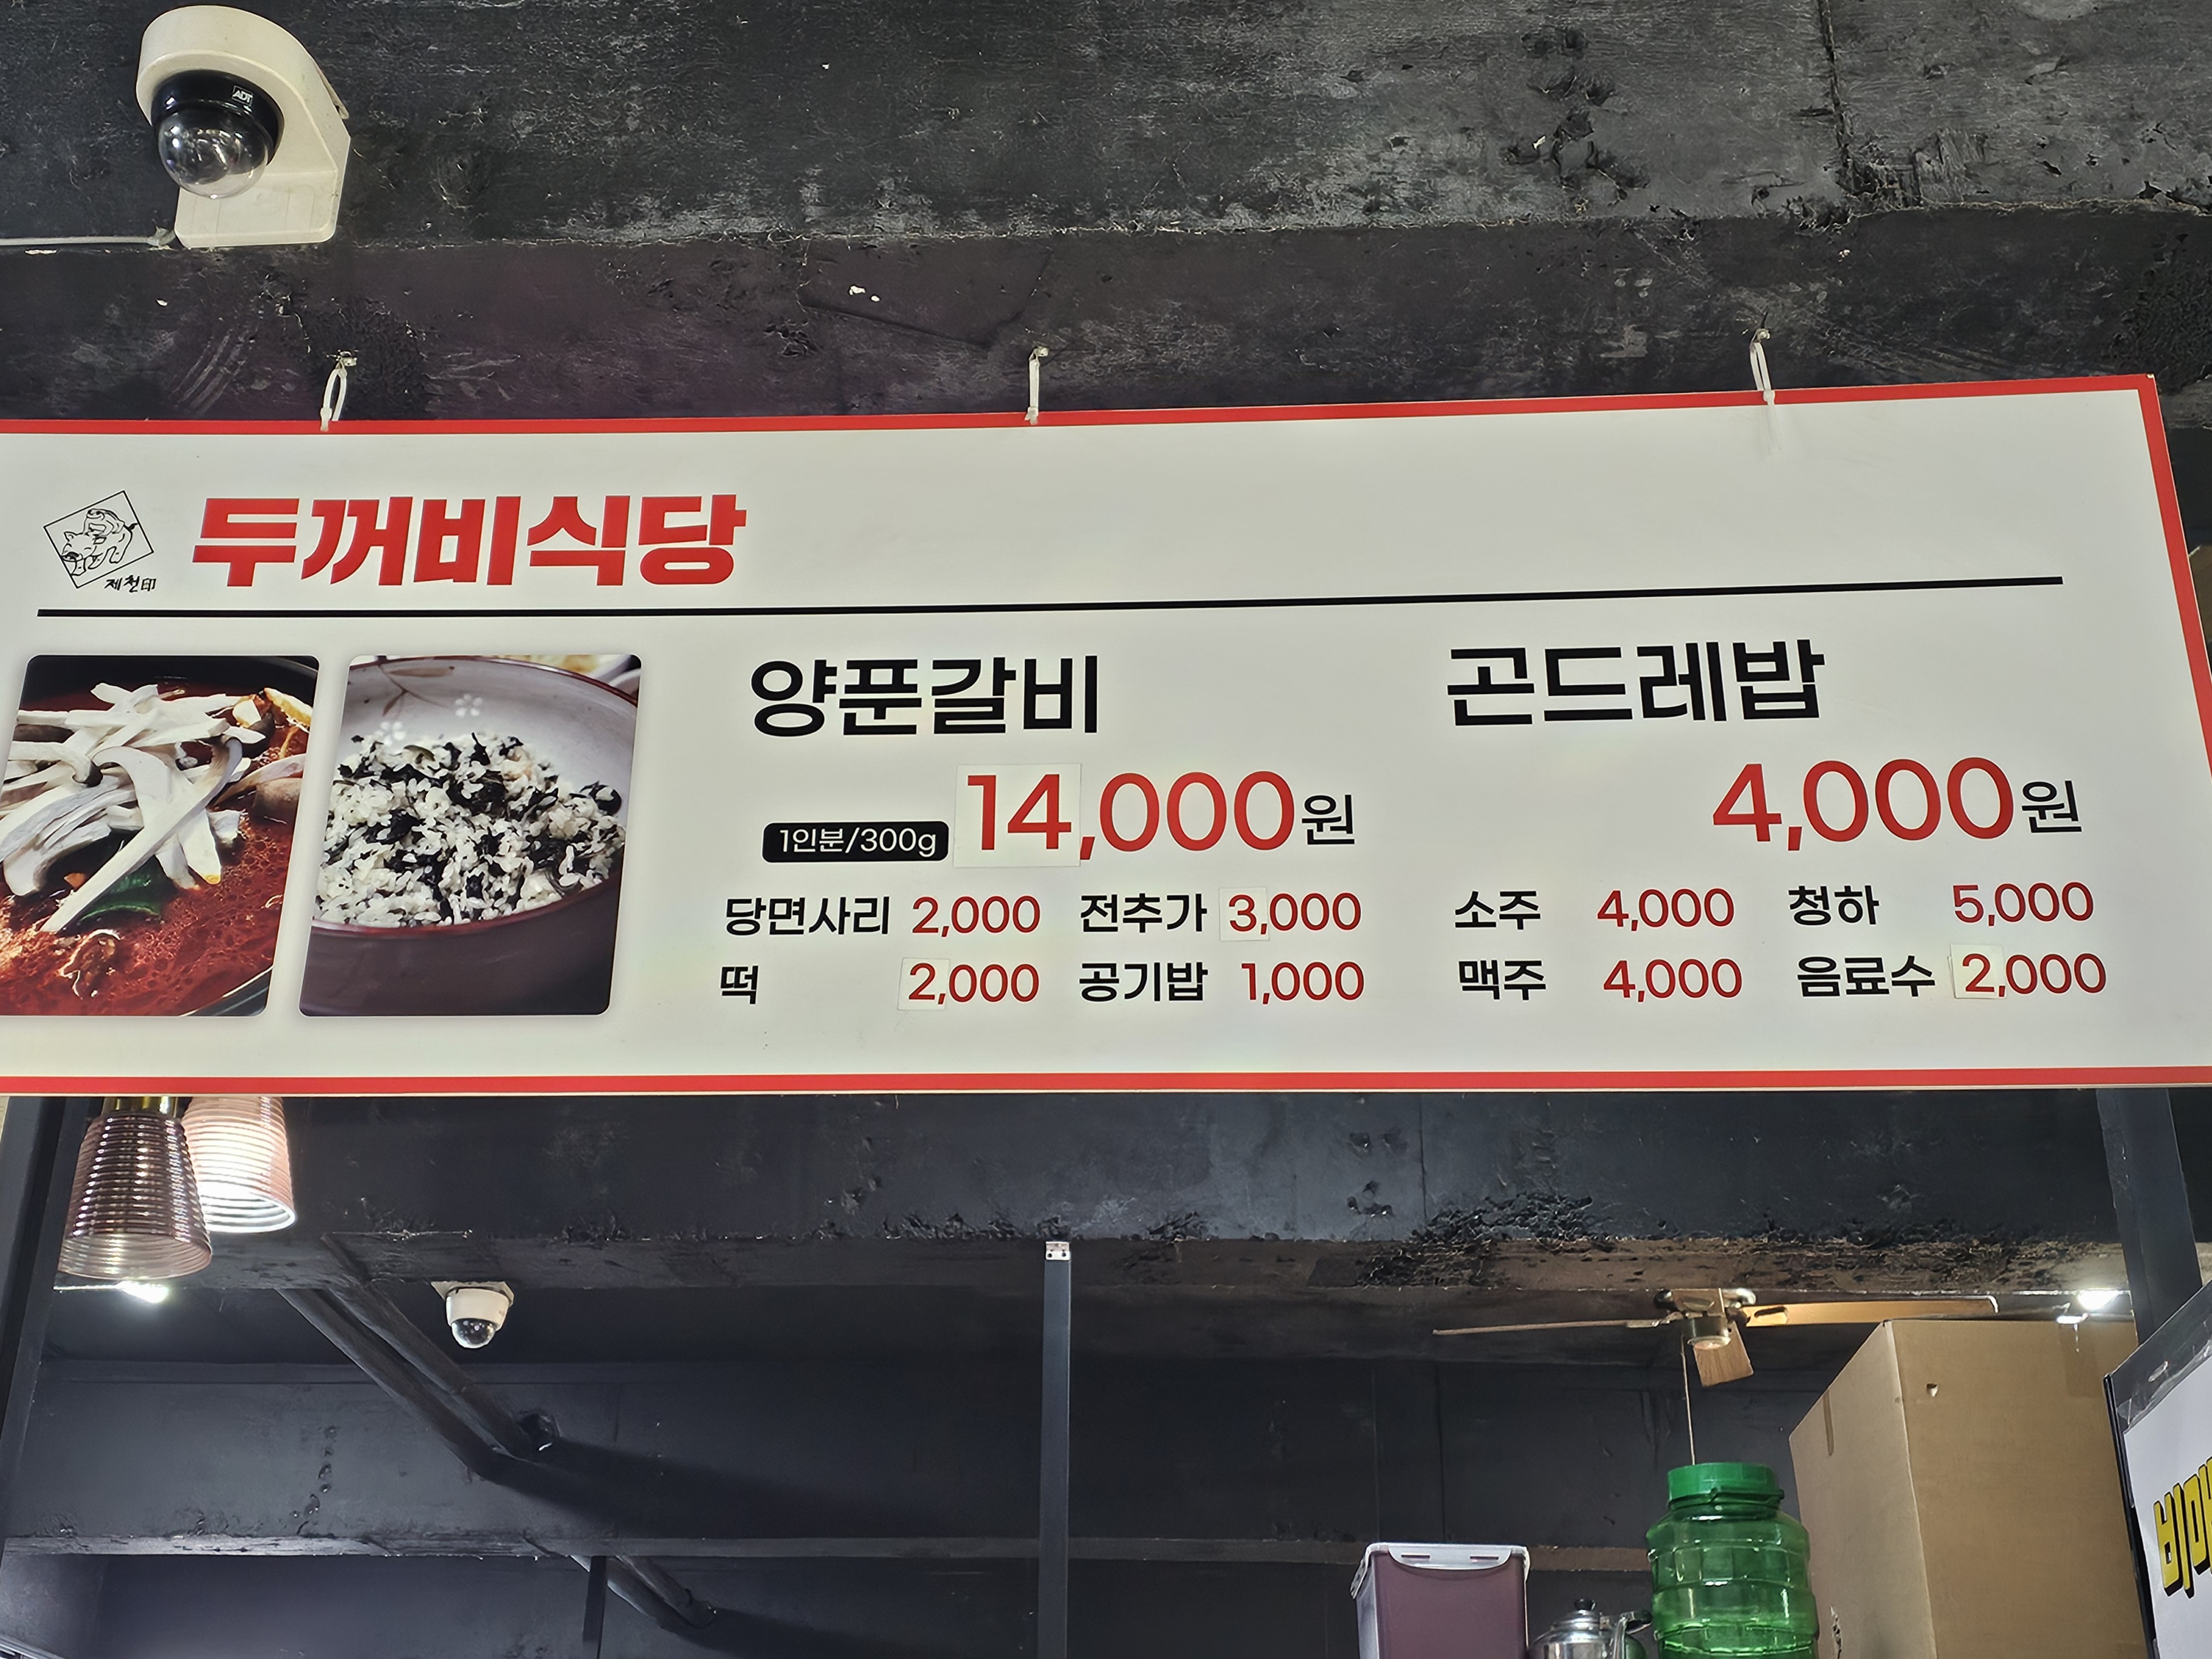 ADT
두꺼비식당
제천印
양푼갈비
1인분/300g 14,000원
당면사리 2,000 전추가 3,000
떡 2,000 공기밥 1,000
곤드레밥
4,000원
소주 4,000 청하 5,000
맥주 4,000 음료수 2,000